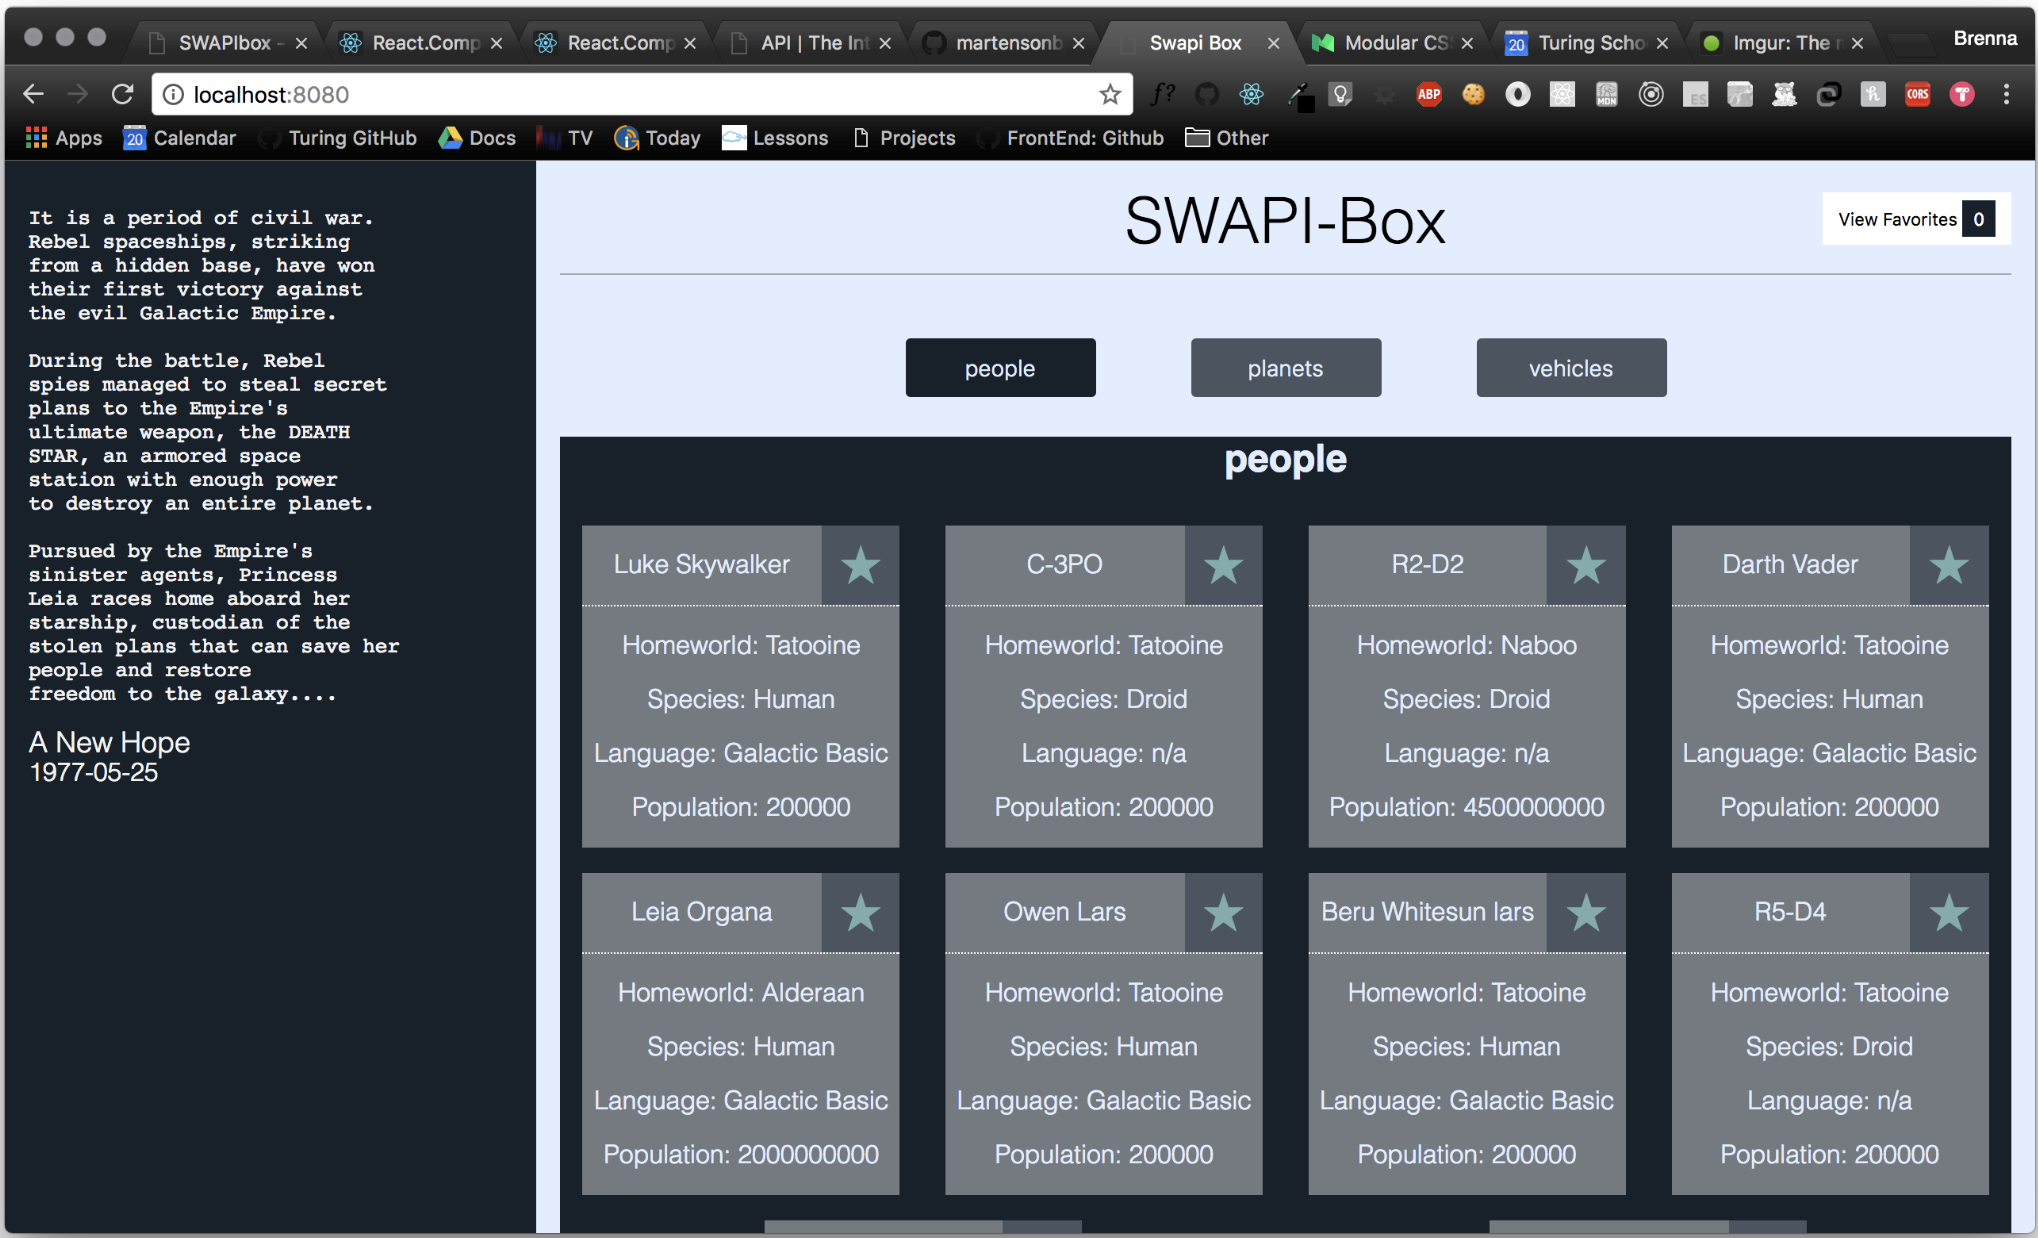 SWAPIbox -
React.Comp
React.Comp
API | The Int
martensonb
Swapi Box
Modular CS
20 Turing Scho
Imgur: The
Brenna
localhost:8080
f?
ABP
MDN
ES
h
CORS
T
Apps
20 Calendar
Turing GitHub
Docs
TV
Today
Lessons
Projects
FrontEnd: Github
Other
It is a period of civil war.
Rebel spaceships, striking
from a hidden base, have won
their first victory against
the evil Galactic Empire.
During the battle, Rebel
spies managed to steal secret
plans to the Empire's
ultimate weapon, the DEATH
STAR, an armored space
station with enough power
to destroy an entire planet.
Pursued by the Empire's
sinister agents, Princess
Leia races home aboard her
starship, custodian of the
stolen plans that can save her
people and restore
freedom to the galaxy....
A New Hope
1977-05-25
SWAPI-Box
View Favorites 0
people
planets
vehicles
people
Luke Skywalker
Homeworld: Tatooine
Species: Human
Language: Galactic Basic
Population: 200000
C-3PO
Homeworld: Tatooine
Species: Droid
Language: n/a
Population: 200000
R2-D2
Homeworld: Naboo
Species: Droid
Language: n/a
Population: 4500000000
Darth Vader
Homeworld: Tatooine
Species: Human
Language: Galactic Basic
Population: 200000
Leia Organa
Homeworld: Alderaan
Species: Human
Language: Galactic Basic
Population: 2000000000
Owen Lars
Homeworld: Tatooine
Species: Human
Language: Galactic Basic
Population: 200000
Beru Whitesun lars
Homeworld: Tatooine
Species: Human
Language: Galactic Basic
Population: 200000
R5-D4
Homeworld: Tatooine
Species: Droid
Language: n/a
Population: 200000